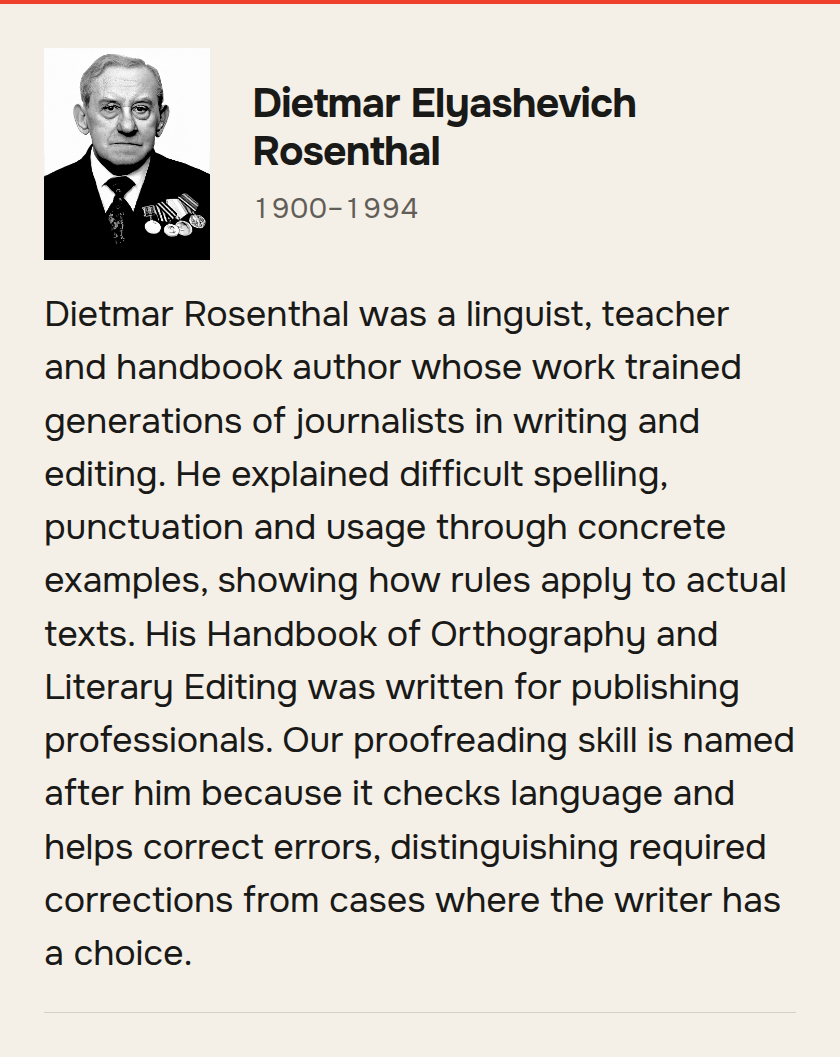 Dietmar Elyashevich
Rosenthal
1900–1994
Dietmar Rosenthal was a linguist, teacher
and handbook author whose work trained
generations of journalists in writing and
editing. He explained difficult spelling,
punctuation and usage through concrete
examples, showing how rules apply to actual
texts. His Handbook of Orthography and
Literary Editing was written for publishing
professionals. Our proofreading skill is named
after him because it checks language and
helps correct errors, distinguishing required
corrections from cases where the writer has
a choice.